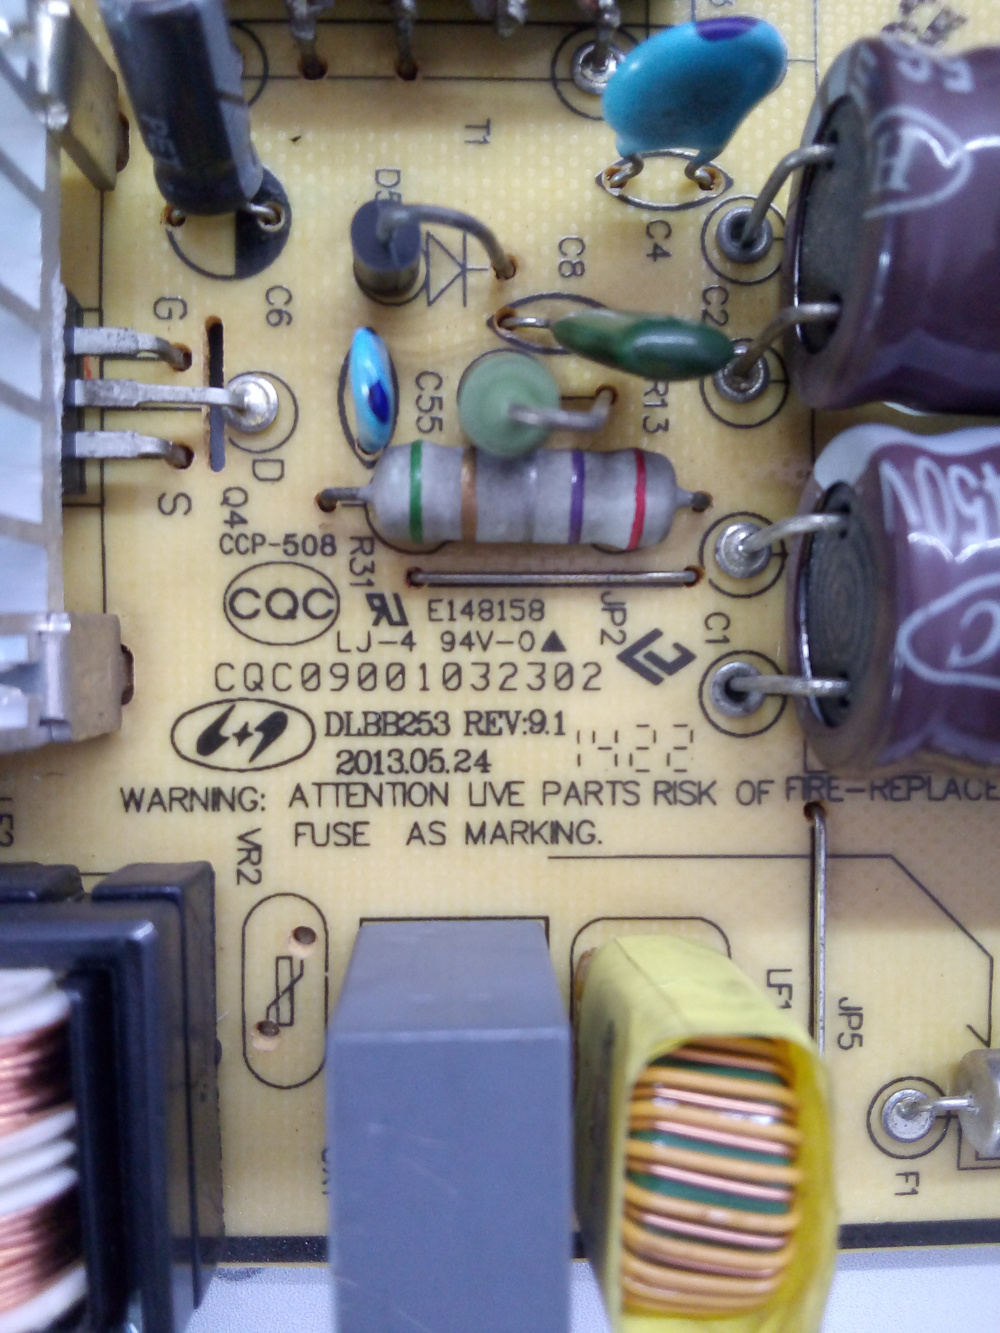 T1
D5
C4
C8
C2
G
C6
C55
R13
D
S
Q4
CCP-508
R31
450V
CQC
E148158
JP2
C1
LJ-4 94V-0▲
CQC09001032302
DLBB253 REV:9.1
1422
2013.05.24
WARNING: ATTENTION LIVE PARTS RISK OF FIRE-REPLACE
FUSE AS MARKING.
VR2
LF1
JP5
F1